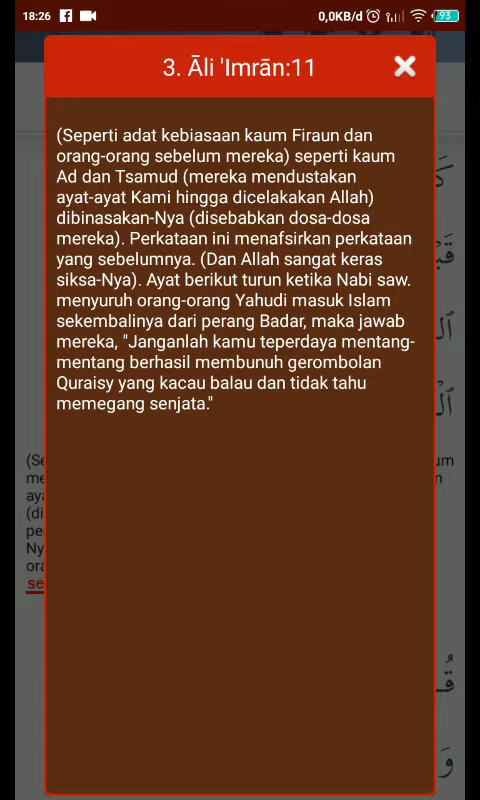 18:26 0,0KB/d 93
3. Āli 'Imrān:11
(Seperti adat kebiasaan kaum Firaun dan
orang-orang sebelum mereka) seperti kaum
Ad dan Tsamud (mereka mendustakan
ayat-ayat Kami hingga dicelakakan Allah)
dibinasakan-Nya (disebabkan dosa-dosa
mereka). Perkataan ini menafsirkan perkataan
yang sebelumnya. (Dan Allah sangat keras
siksa-Nya). Ayat berikut turun ketika Nabi saw.
menyuruh orang-orang Yahudi masuk Islam
sekembalinya dari perang Badar, maka jawab
mereka, "Janganlah kamu teperdaya mentang-
mentang berhasil membunuh gerombolan
Quraisy yang kacau balau dan tidak tahu
memegang senjata."